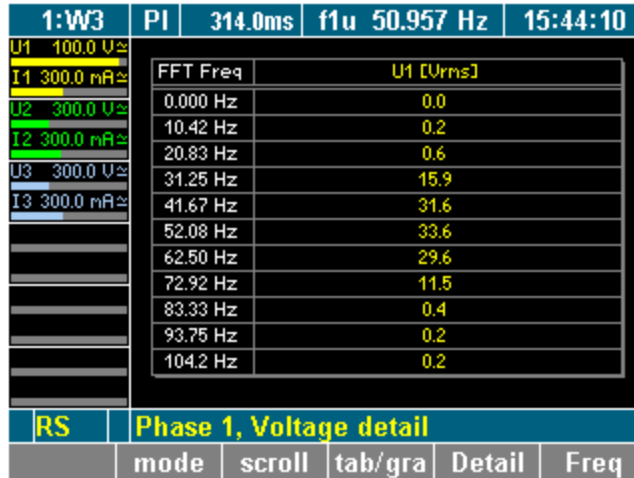 1:W3 PI 314.0ms f1u 50.957 Hz 15:44:10
U1 100.0 V≃
I1 300.0 mA≃
U2 300.0 V≃
I2 300.0 mA≃
U3 300.0 V≃
I3 300.0 mA≃
FFT Freq U1 [Vrms]
0.000 Hz 0.0
10.42 Hz 0.2
20.83 Hz 0.6
31.25 Hz 15.9
41.67 Hz 31.6
52.08 Hz 33.6
62.50 Hz 29.6
72.92 Hz 11.5
83.33 Hz 0.4
93.75 Hz 0.2
104.2 Hz 0.2
RS Phase 1, Voltage detail
mode scroll tab/gra Detail Freq